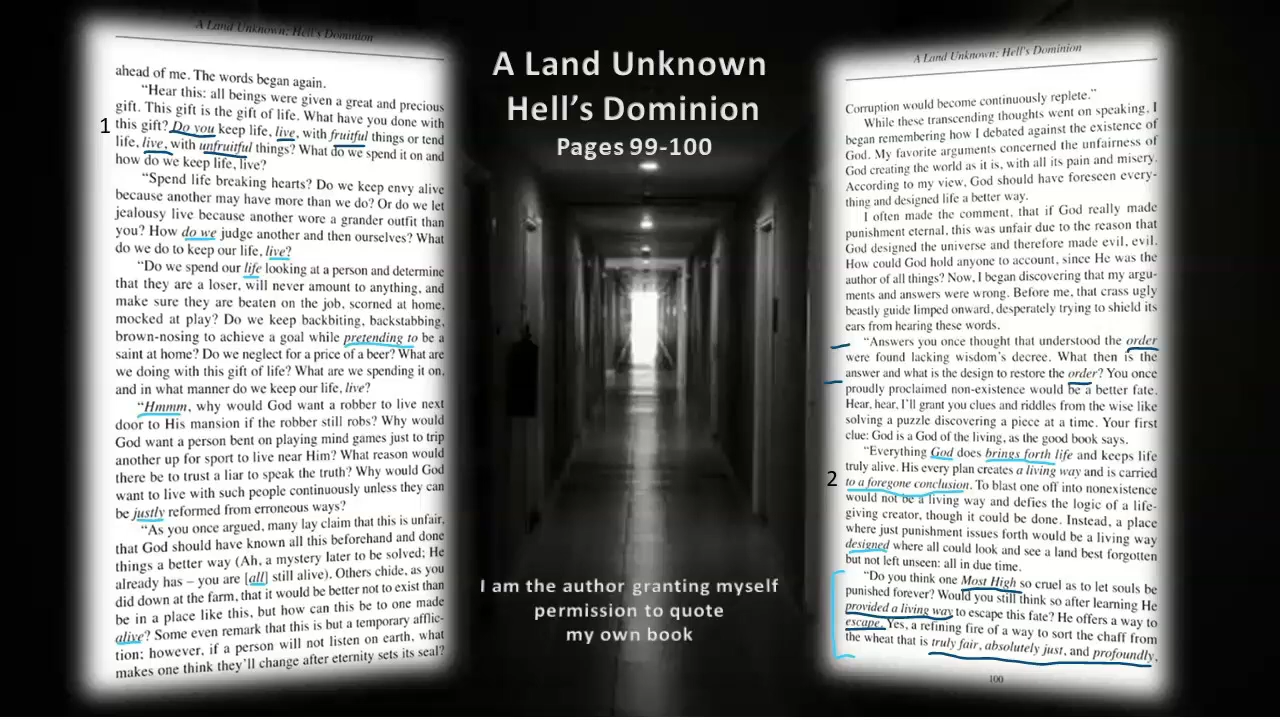 A Land Unknown: Hell's Dominion
ahead of me. The words began again.
"Hear this: all beings were given a great and precious
gift. This gift is the gift of life. What have you done with
1 this gift? Do you keep life, live, with fruitful things or tend
life, live, with unfruitful things? What do we spend it on and
how do we keep life, live?
"Spend life breaking hearts? Do we keep envy alive
because another may have more than we do? Or do we let
jealousy live because another wore a grander outfit than
you? How do we judge another and then ourselves? What
do we do to keep our life, live?
"Do we spend our life looking at a person and determine
that they are a loser, will never amount to anything, and
make sure they are beaten on the job, scorned at home,
mocked at play? Do we keep backbiting, backstabbing,
brown-nosing to achieve a goal while pretending to be a
saint at home? Do we neglect for a price of a beer? What are
we doing with this gift of life? What are we spending it on,
and in what manner do we keep our life, live?
"Hmmm, why would God want a robber to live next
door to His mansion if the robber still robs? Why would
God want a person bent on playing mind games just to trip
another up for sport to live near Him? What reason would
there be to trust a liar to speak the truth? Why would God
want to live with such people continuously unless they can
be justly reformed from erroneous ways?
"As you once argued, many lay claim that this is unfair,
that God should have known all this beforehand and done
things a better way (Ah, a mystery later to be solved; He
already has – you are [all] still alive). Others chide, as you
did down at the farm, that it would be better not to exist than
be in a place like this, but how can this be to one made
alive? Some even remark that this is but a temporary afflic-
tion; however, if a person will not listen on earth, what
makes one think they'll change after eternity sets its seal?
A Land Unknown
Hell's Dominion
Pages 99-100
I am the author granting myself
permission to quote
my own book
A Land Unknown: Hell's Dominion
Corruption would become continuously replete."
While these transcending thoughts went on speaking, I
began remembering how I debated against the existence of
God. My favorite arguments concerned the unfairness of
God creating the world as it is, with all its pain and misery.
According to my view, God should have foreseen every-
thing and designed life a better way.
I often made the comment, that if God really made
punishment eternal, this was unfair due to the reason that
God designed the universe and therefore made evil, evil.
How could God hold anyone to account, since He was the
author of all things? Now, I began discovering that my argu-
ments and answers were wrong. Before me, that crass ugly
beastly guide limped onward, desperately trying to shield its
ears from hearing these words.
"Answers you once thought that understood the order
were found lacking wisdom's decree. What then is the
answer and what is the design to restore the order? You once
proudly proclaimed non-existence would be a better fate.
Hear, hear, I'll grant you clues and riddles from the wise like
solving a puzzle discovering a piece at a time. Your first
clue: God is a God of the living, as the good book says.
"Everything God does brings forth life and keeps life
truly alive. His every plan creates a living way and is carried
2 to a foregone conclusion. To blast one off into nonexistence
would not be a living way and defies the logic of a life-
giving creator, though it could be done. Instead, a place
where just punishment issues forth would be a living way
designed where all could look and see a land best forgotten
but not left unseen: all in due time.
"Do you think one Most High so cruel as to let souls be
punished forever? Would you still think so after learning He
provided a living way to escape this fate? He offers a way to
escape. Yes, a refining fire of a way to sort the chaff from
the wheat that is truly fair, absolutely just, and profoundly,
100